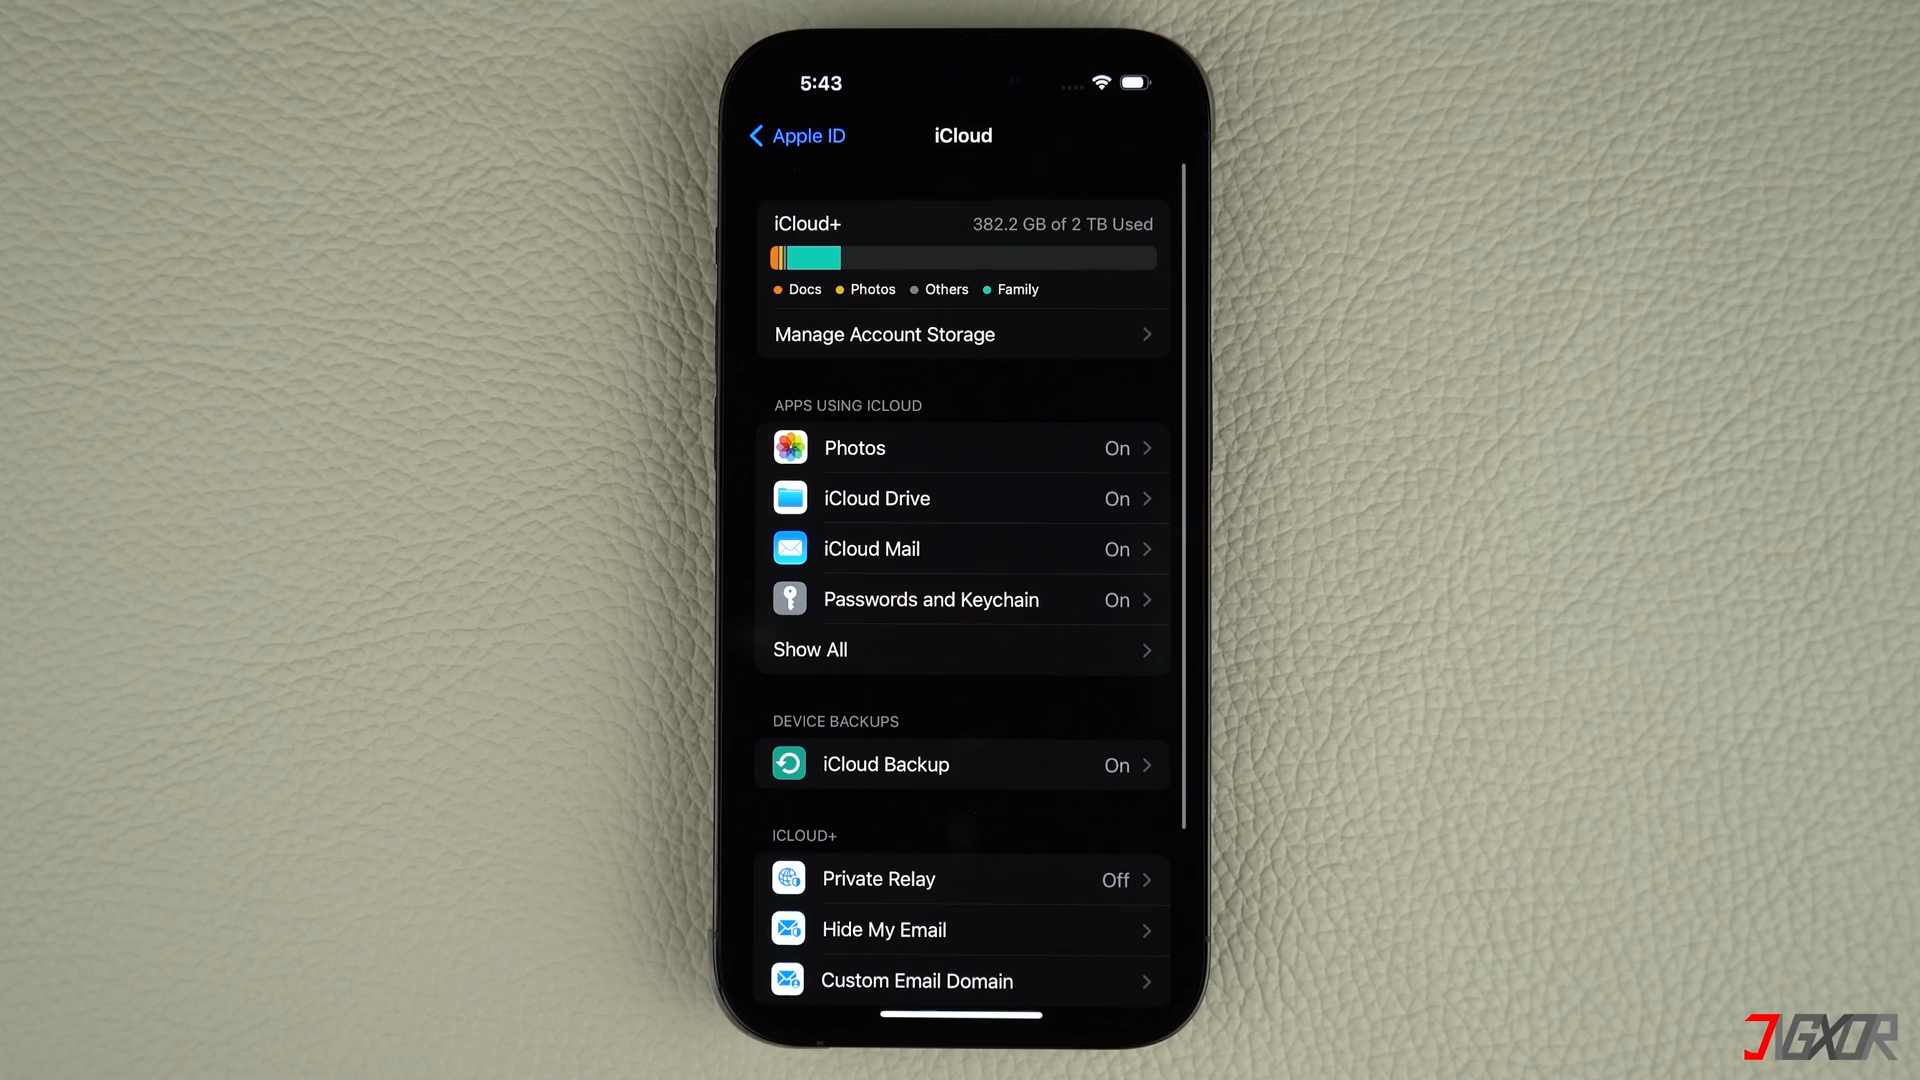 5:43
Apple ID
iCloud
iCloud+ 382.2 GB of 2 TB Used
Docs Photos Others Family
Manage Account Storage
APPS USING ICLOUD
Photos On
iCloud Drive On
iCloud Mail On
Passwords and Keychain On
Show All
DEVICE BACKUPS
iCloud Backup On
ICLOUD+
Private Relay Off
Hide My Email
Custom Email Domain
JIGXOR